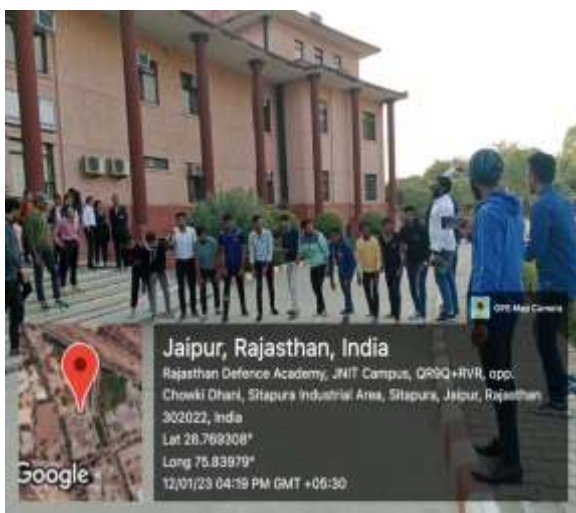 GPS Map Camera
Jaipur, Rajasthan, India
Rajasthan Defence Academy, JNIT Campus, QR9Q+RVR, opp.
Chowki Dhani, Sitapura Industrial Area, Sitapura, Jaipur, Rajasthan
302022, India
Lat 26.769308°
Long 75.83979°
12/01/23 04:19 PM GMT +05:30
Google